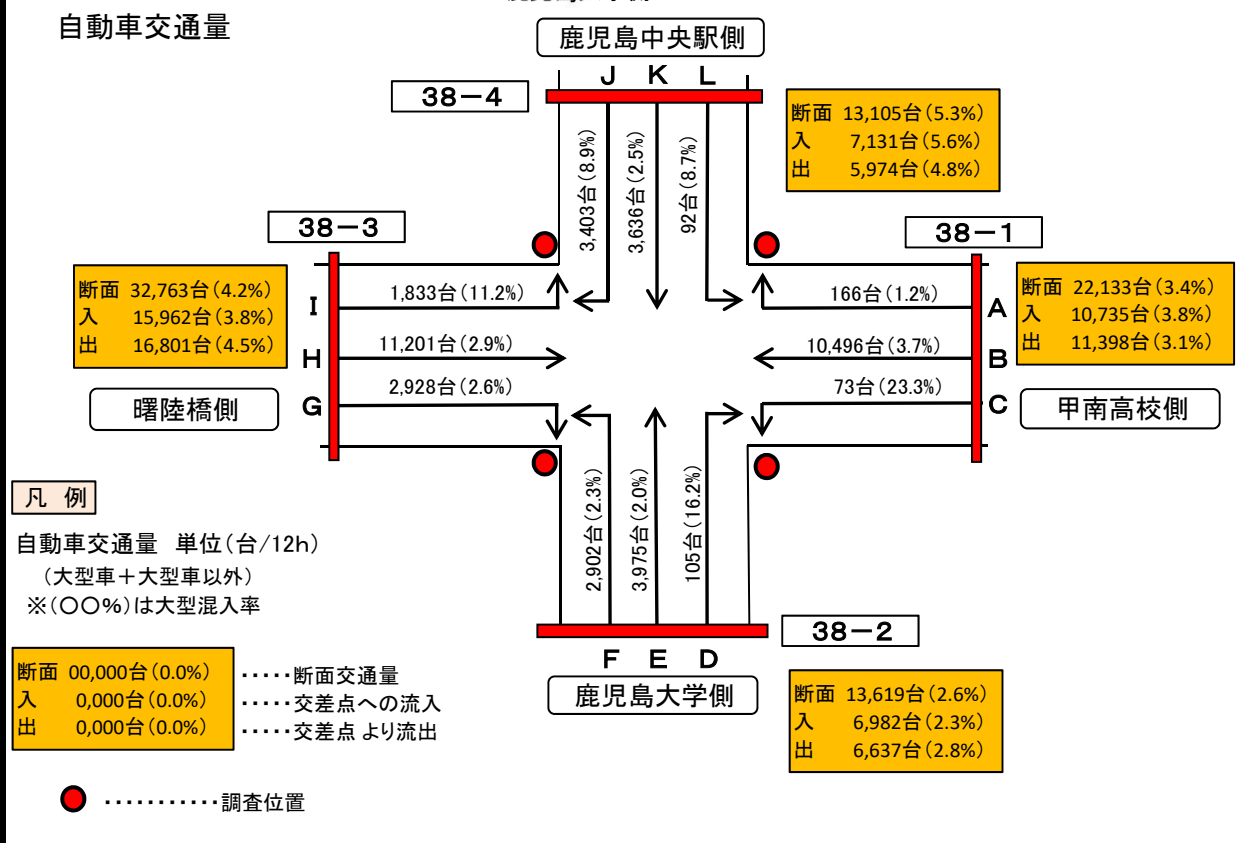 自動車交通量
鹿児島中央駅側
J K L
38-4
断面 13,105台(5.3%)
入 7,131台(5.6%)
出 5,974台(4.8%)
3,403台(8.9%)
3,636台(2.5%)
92台(8.7%)
38-3
38-1
断面 32,763台(4.2%)
入 15,962台(3.8%)
出 16,801台(4.5%)
I
1,833台(11.2%)
166台(1.2%)
A
断面 22,133台(3.4%)
入 10,735台(3.8%)
出 11,398台(3.1%)
H
11,201台(2.9%)
10,496台(3.7%)
B
G
2,928台(2.6%)
73台(23.3%)
C
曙陸橋側
甲南高校側
凡 例
自動車交通量 単位(台/12h)
(大型車+大型車以外)
※(〇〇%)は大型混入率
2,902台(2.3%)
3,975台(2.0%)
105台(16.2%)
38-2
F E D
鹿児島大学側
断面 13,619台(2.6%)
入 6,982台(2.3%)
出 6,637台(2.8%)
断面 00,000台(0.0%) ・・・・・断面交通量
入 0,000台(0.0%) ・・・・・交差点への流入
出 0,000台(0.0%) ・・・・・交差点より流出
・・・・・・・・・・・調査位置